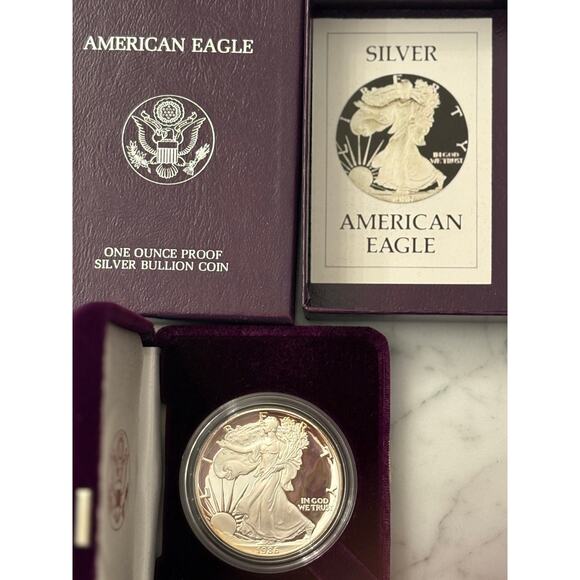 AMERICAN EAGLE
ONE OUNCE PROOF
SILVER BULLION COIN
SILVER
LIBERTY
IN GOD
WE TRUST
AMERICAN
EAGLE
LIBERTY
IN GOD
WE TRUST
1986